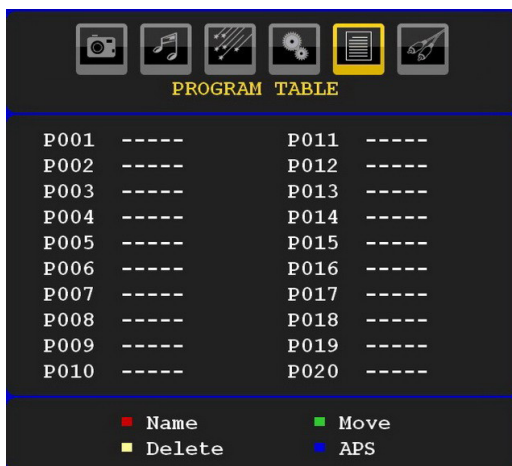 PROGRAM TABLE
P001 ----- P011 -----
P002 ----- P012 -----
P003 ----- P013 -----
P004 ----- P014 -----
P005 ----- P015 -----
P006 ----- P016 -----
P007 ----- P017 -----
P008 ----- P018 -----
P009 ----- P019 -----
P010 ----- P020 -----
Name Move
Delete APS